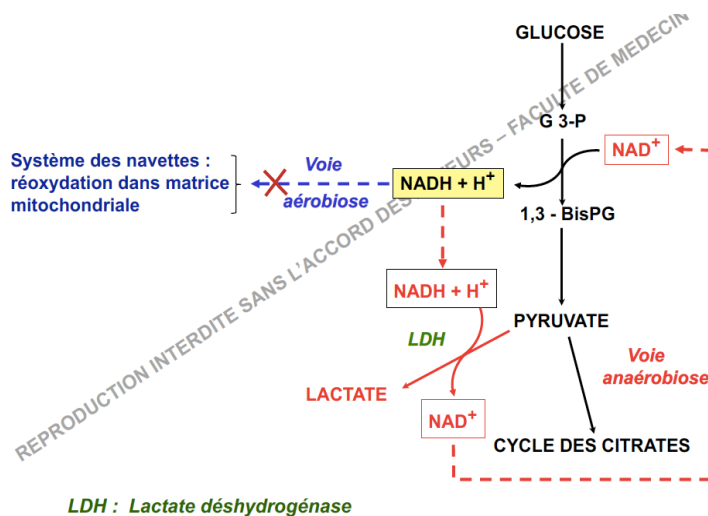 GLUCOSE
G 3-P
NAD+
Système des navettes :
réoxydation dans matrice
mitochondriale
Voie
aérobiose
NADH + H+
1,3 - BisPG
NADH + H+
LDH
PYRUVATE
Voie
anaérobiose
LACTATE
NAD+
CYCLE DES CITRATES
LDH : Lactate déshydrogénase
REPRODUCTION INTERDITE SANS L'ACCORD DES
EURS – FACULTE DE MEDECIN